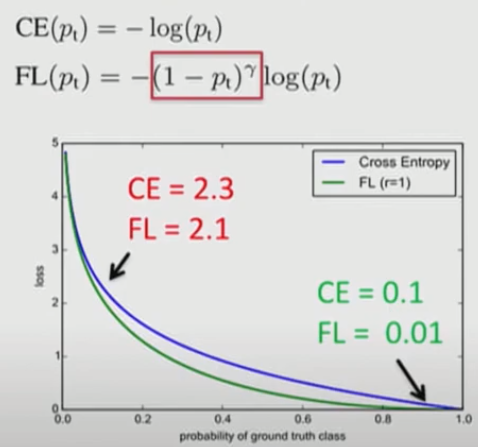 CE(pt) = − log(pt)
FL(pt) = −(1 − pt)^γ log(pt)
5
4
3
2
1
0
loss
Cross Entropy
FL (r=1)
CE = 2.3
FL = 2.1
CE = 0.1
FL = 0.01
0.0 0.2 0.4 0.6 0.8 1.0
probability of ground truth class